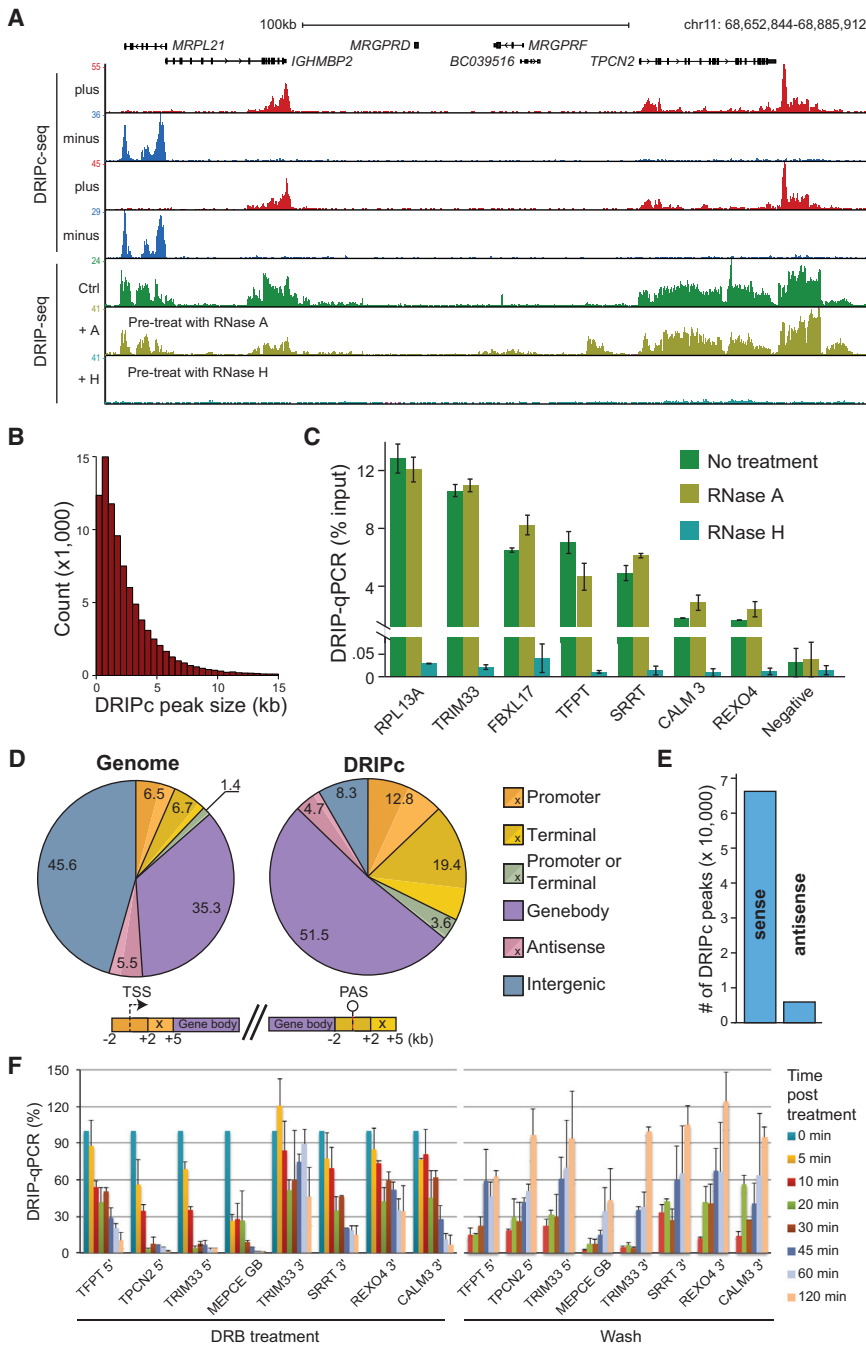 A
100kb
chr11: 68,652,844-68,885,912
MRPL21
MRGPRD
MRGPRF
IGHMBP2
BC039516
TPCN2
DRIPc-seq
55
plus
36
minus
45
plus
29
minus
DRIP-seq
24
Ctrl
41
+ A
Pre-treat with RNase A
41
+ H
Pre-treat with RNase H
B
Count (x1,000)
15
10
5
0
0 5 10 15
DRIPc peak size (kb)
C
DRIP-qPCR (% input)
12
8
4
.05
0
No treatment
RNase A
RNase H
RPL13A
TRIM33
FBXL17
TFPT
SRRT
CALM 3
REXO4
Negative
D
Genome
6.5
6.7
1.4
35.3
5.5
45.6
DRIPc
12.8
19.4
3.6
51.5
4.7
8.3
x Promoter
x Terminal
x Promoter or
Terminal
Genebody
x Antisense
Intergenic
TSS
x Gene body
-2 +2 +5
PAS
Gene body x
-2 +2 +5 (kb)
E
# of DRIPc peaks (x 10,000)
7
6
5
4
3
2
1
0
sense
antisense
F
DRIP-qPCR (%)
150
120
90
60
30
0
TFPT 5'
TPCN2 5'
TRIM33 5'
MEPCE GB
TRIM33 3'
SRRT 3'
REXO4 3'
CALM3 3'
DRB treatment
TFPT 5'
TPCN2 5'
TRIM33 5'
MEPCE GB
TRIM33 3'
SRRT 3'
REXO4 3'
CALM3 3'
Wash
Time
post
treatment
0 min
5 min
10 min
20 min
30 min
45 min
60 min
120 min